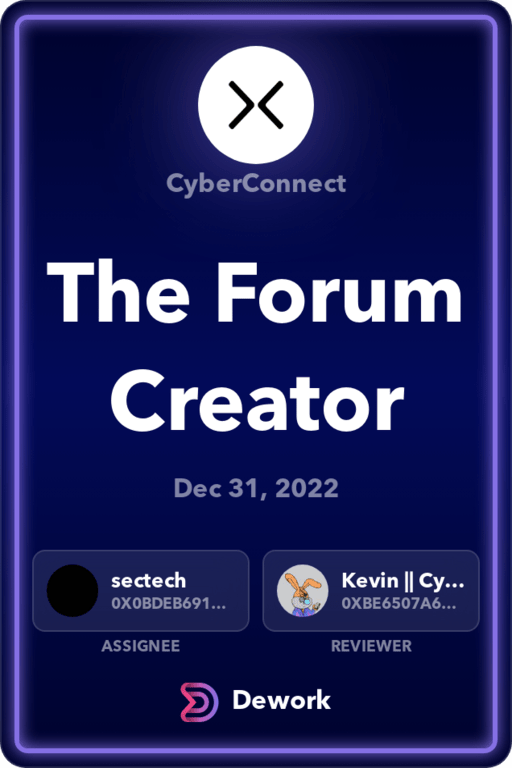 CyberConnect
The Forum
Creator
Dec 31, 2022
sectech
0X0BDEB691...
Kevin || Cy...
0XBE6507A6...
ASSIGNEE
REVIEWER
Dework